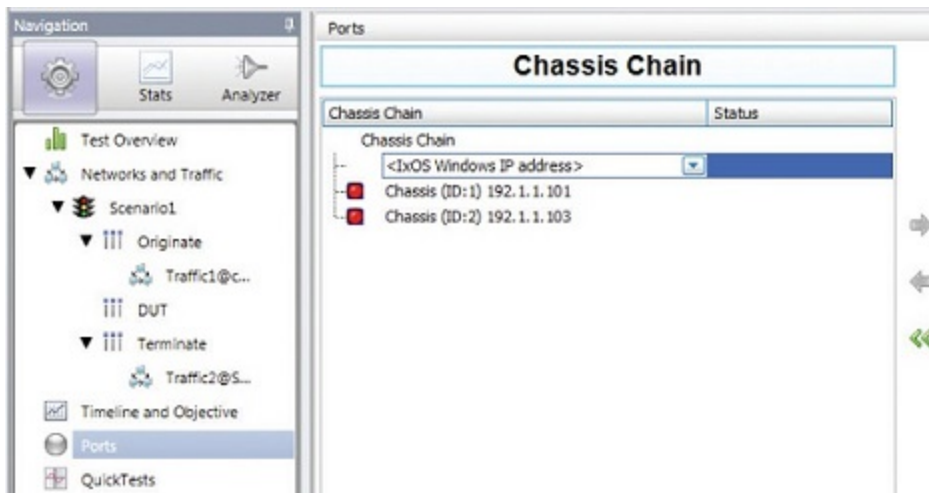 Navigation
Stats
Analyzer
Test Overview
Networks and Traffic
Scenario1
Originate
Traffic1@c...
DUT
Terminate
Traffic2@S...
Timeline and Objective
Ports
QuickTests
Ports
Chassis Chain
Chassis Chain Status
Chassis Chain
<IxOS Windows IP address>
Chassis (ID:1) 192.1.1.101
Chassis (ID:2) 192.1.1.103